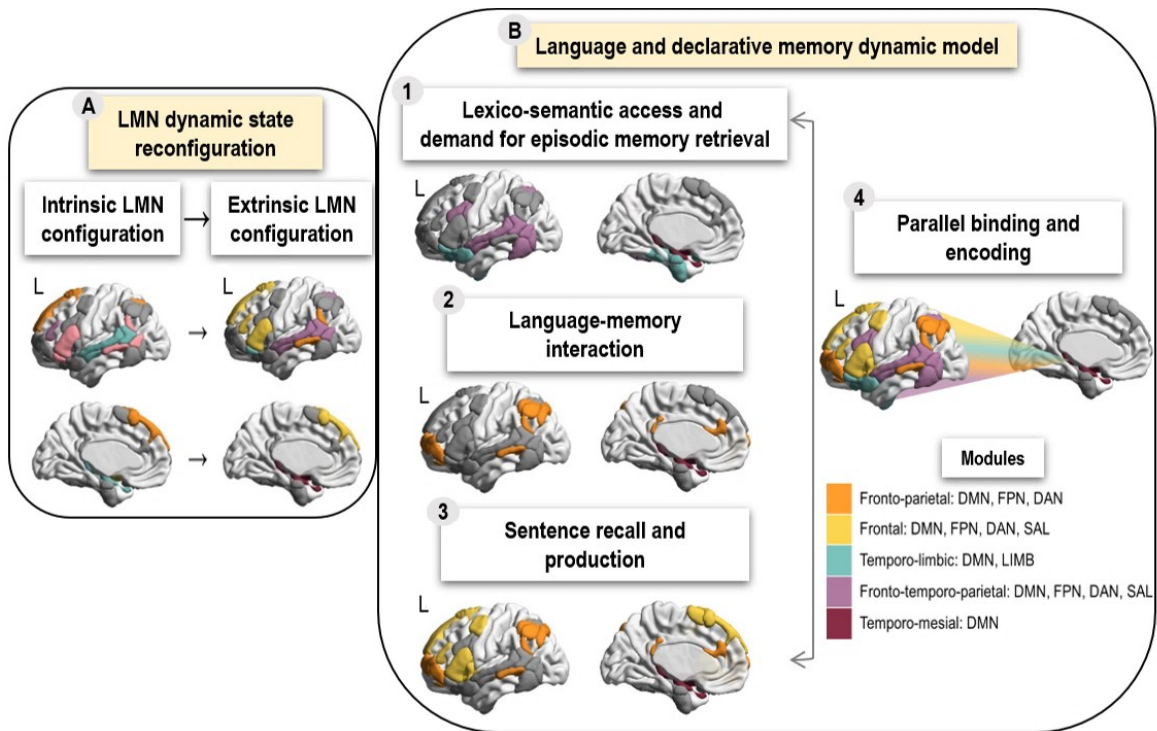 A
LMN dynamic state
reconfiguration
Intrinsic LMN
configuration
→
Extrinsic LMN
configuration
L
→
→
B
Language and declarative memory dynamic model
1
Lexico-semantic access and
demand for episodic memory retrieval
L
2
Language-memory
interaction
L
3
Sentence recall and
production
L
4
Parallel binding and
encoding
L
Modules
Fronto-parietal: DMN, FPN, DAN
Frontal: DMN, FPN, DAN, SAL
Temporo-limbic: DMN, LIMB
Fronto-temporo-parietal: DMN, FPN, DAN, SAL
Temporo-mesial: DMN